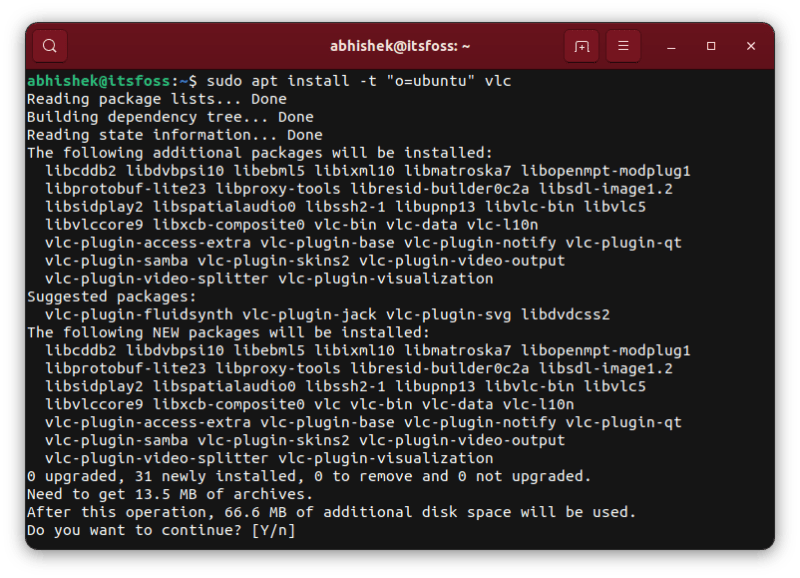 abhishek@itsfoss: ~
abhishek@itsfoss:~$ sudo apt install -t "o=ubuntu" vlc
Reading package lists... Done
Building dependency tree... Done
Reading state information... Done
The following additional packages will be installed:
  libcddb2 libdvbpsi10 libebml5 libixml10 libmatroska7 libopenmpt-modplug1
  libprotobuf-lite23 libproxy-tools libresid-builder0c2a libsdl-image1.2
  libsidplay2 libspatialaudio0 libssh2-1 libupnp13 libvlc-bin libvlc5
  libvlccore9 libxcb-composite0 vlc-bin vlc-data vlc-l10n
  vlc-plugin-access-extra vlc-plugin-base vlc-plugin-notify vlc-plugin-qt
  vlc-plugin-samba vlc-plugin-skins2 vlc-plugin-video-output
  vlc-plugin-video-splitter vlc-plugin-visualization
Suggested packages:
  vlc-plugin-fluidsynth vlc-plugin-jack vlc-plugin-svg libdvdcss2
The following NEW packages will be installed:
  libcddb2 libdvbpsi10 libebml5 libixml10 libmatroska7 libopenmpt-modplug1
  libprotobuf-lite23 libproxy-tools libresid-builder0c2a libsdl-image1.2
  libsidplay2 libspatialaudio0 libssh2-1 libupnp13 libvlc-bin libvlc5
  libvlccore9 libxcb-composite0 vlc vlc-bin vlc-data vlc-l10n
  vlc-plugin-access-extra vlc-plugin-base vlc-plugin-notify vlc-plugin-qt
  vlc-plugin-samba vlc-plugin-skins2 vlc-plugin-video-output
  vlc-plugin-video-splitter vlc-plugin-visualization
0 upgraded, 31 newly installed, 0 to remove and 0 not upgraded.
Need to get 13.5 MB of archives.
After this operation, 66.6 MB of additional disk space will be used.
Do you want to continue? [Y/n]